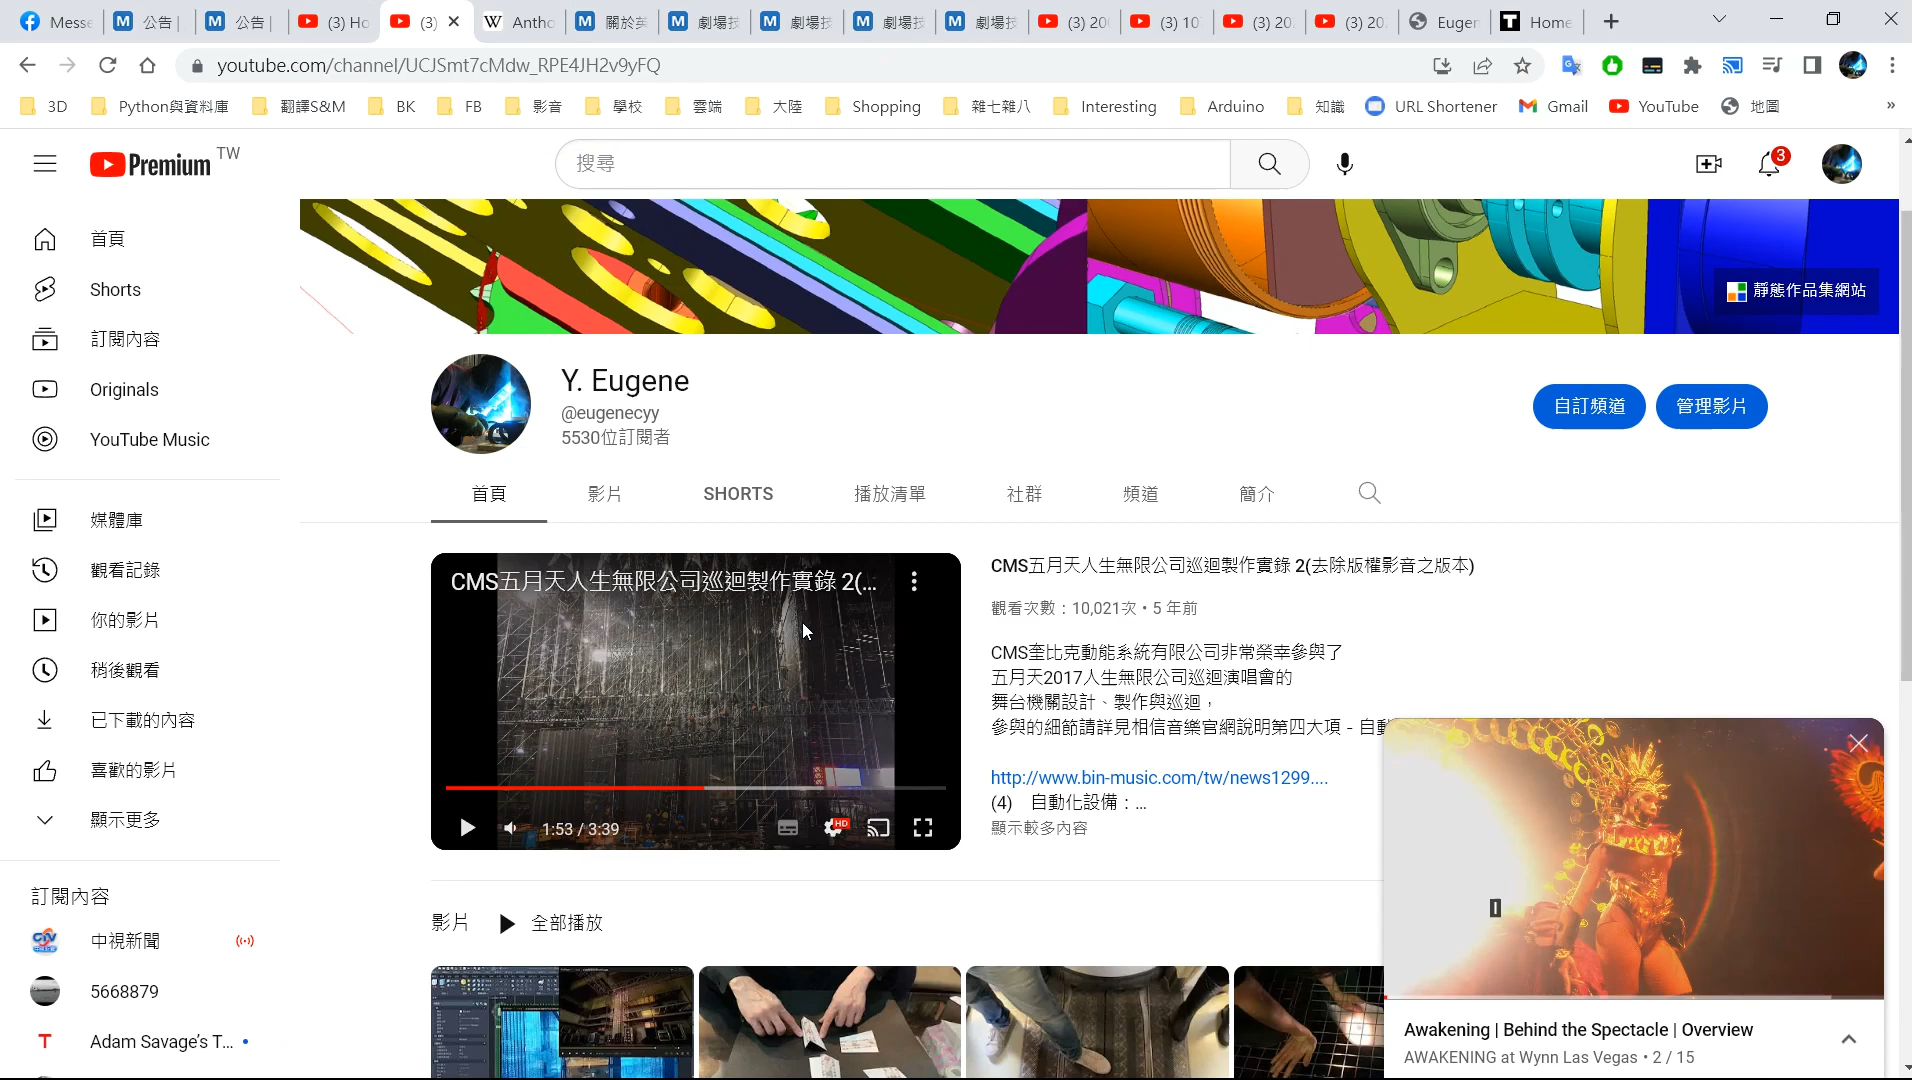 Messe
公告 |
公告 |
(3) Ho
(3)
Antho
關於英
劇場技
劇場技
劇場技
劇場技
(3) 20
(3) 10
(3) 20
(3) 20
Eugen
Home
youtube.com/channel/UCJSmt7cMdw_RPE4JH2v9yFQ
3D
Python與資料庫
翻譯S&M
BK
FB
影音
學校
雲端
大陸
Shopping
雜七雜八
Interesting
Arduino
知識
URL Shortener
Gmail
YouTube
地圖
Premium TW
搜尋
3
首頁
Shorts
訂閱內容
Originals
YouTube Music
媒體庫
觀看記錄
你的影片
稍後觀看
已下載的內容
喜歡的影片
顯示更多
訂閱內容
中視新聞
5668879
Adam Savage's T...
靜態作品集網站
Y. Eugene
@eugenecyy
5530位訂閱者
自訂頻道
管理影片
首頁
影片
SHORTS
播放清單
社群
頻道
簡介
CMS五月天人生無限公司巡迴製作實錄 2(...
1:53 / 3:39
HD
CMS五月天人生無限公司巡迴製作實錄 2(去除版權影音之版本)
觀看次數：10,021次 • 5 年前
CMS奎比克動能系統有限公司非常榮幸參與了
五月天2017人生無限公司巡迴演唱會的
舞台機關設計、製作與巡迴，
參與的細節請詳見相信音樂官網說明第四大項 - 自動
http://www.bin-music.com/tw/news1299....
(4) 自動化設備：...
顯示較多內容
影片
全部播放
Awakening | Behind the Spectacle | Overview
AWAKENING at Wynn Las Vegas • 2 / 15